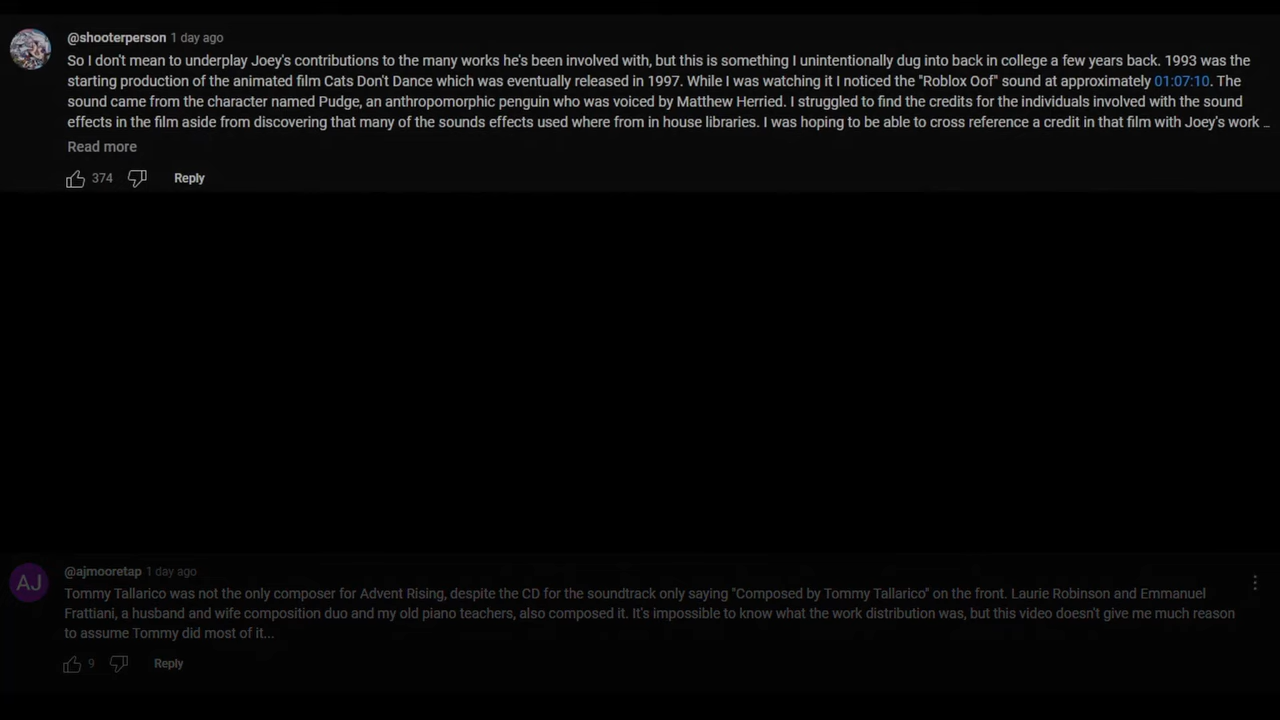 @shooterperson 1 day ago
So I don't mean to underplay Joey's contributions to the many works he's been involved with, but this is something I unintentionally dug into back in college a few years back. 1993 was the
starting production of the animated film Cats Don't Dance which was eventually released in 1997. While I was watching it I noticed the "Roblox Oof" sound at approximately 01:07:10. The
sound came from the character named Pudge, an anthropomorphic penguin who was voiced by Matthew Herried. I struggled to find the credits for the individuals involved with the sound
effects in the film aside from discovering that many of the sounds effects used where from in house libraries. I was hoping to be able to cross reference a credit in that film with Joey's work ...
Read more
374 Reply
@ajmooretap 1 day ago
AJ
Tommy Tallarico was not the only composer for Advent Rising, despite the CD for the soundtrack only saying "Composed by Tommy Tallarico" on the front. Laurie Robinson and Emmanuel
Frattiani, a husband and wife composition duo and my old piano teachers, also composed it. It's impossible to know what the work distribution was, but this video doesn't give me much reason
to assume Tommy did most of it...
9 Reply